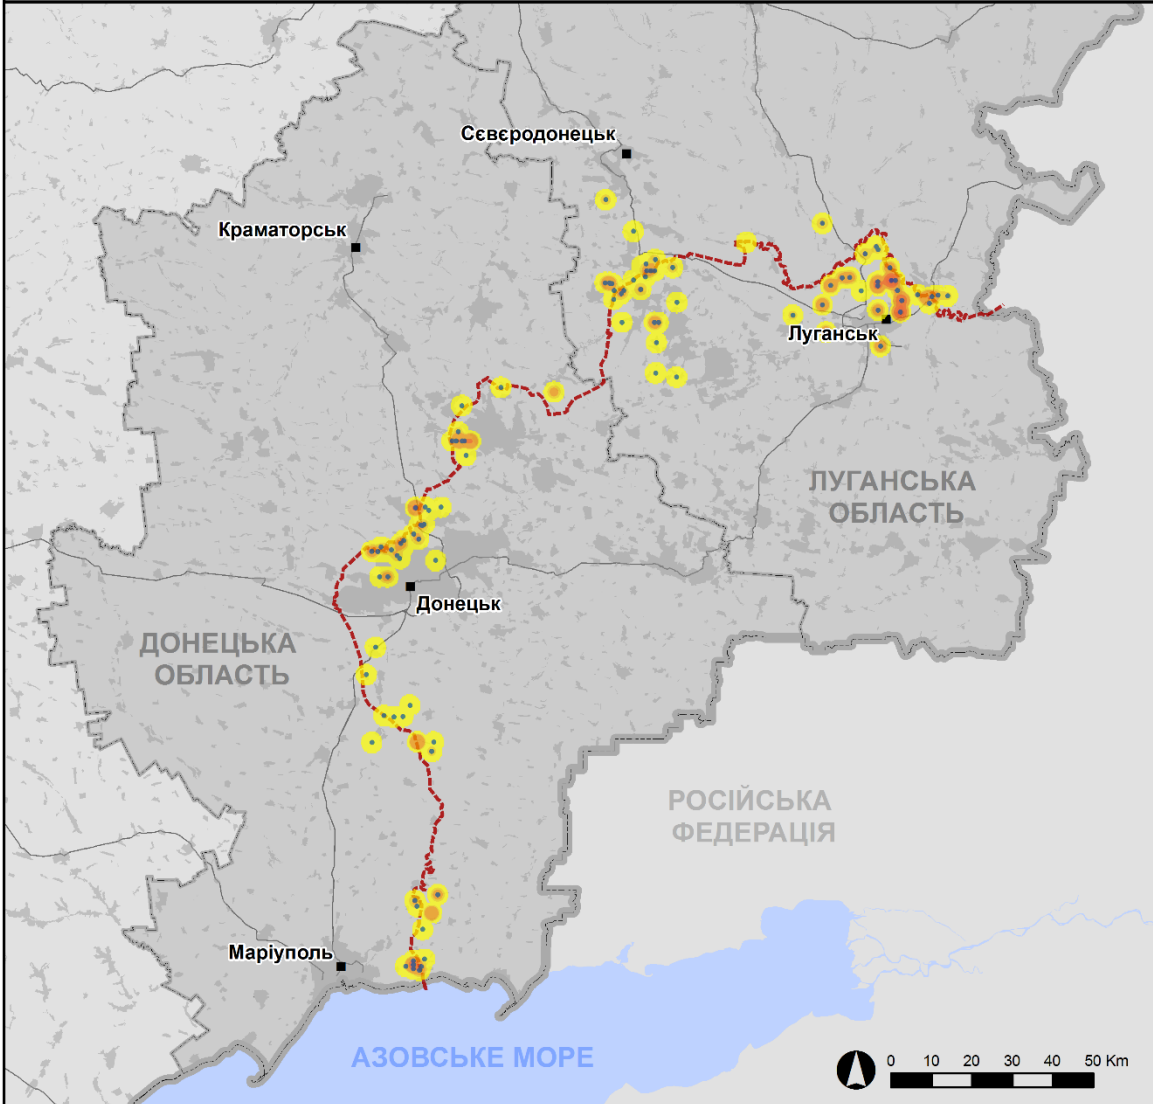 Сєвєродонецьк
Краматорськ
Луганськ
ЛУГАНСЬКА
ОБЛАСТЬ
Донецьк
ДОНЕЦЬКА
ОБЛАСТЬ
РОСІЙСЬКА
ФЕДЕРАЦІЯ
Маріуполь
АЗОВСЬКЕ МОРЕ
0 10 20 30 40 50 Km